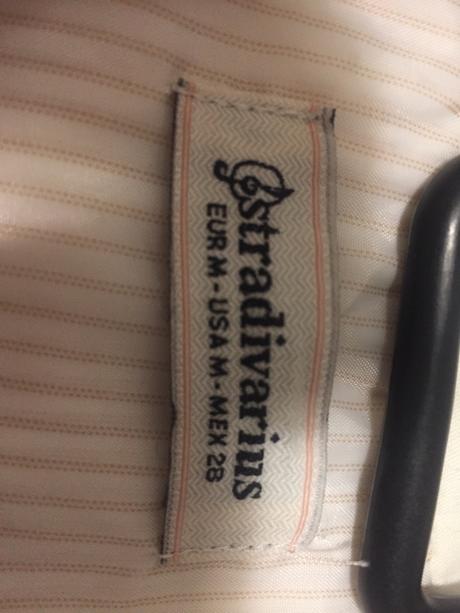 stradivarius
EUR M - USA M - MEX 28